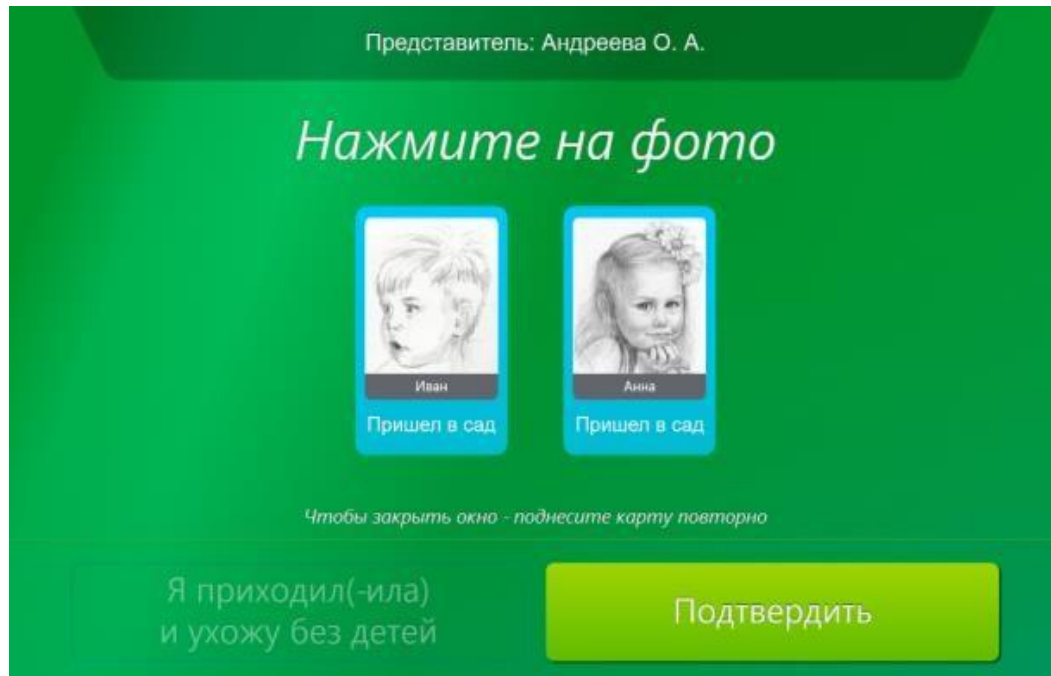 Представитель: Андреева О. А.
Нажмите на фото
Иван
Анна
Пришел в сад
Пришел в сад
Чтобы закрыть окно - поднесите карту повторно
Я приходил(-ила)
и ухожу без детей
Подтвердить